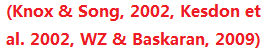 (Knox & Song, 2002, Kesdon et
al. 2002, WZ & Baskaran, 2009)